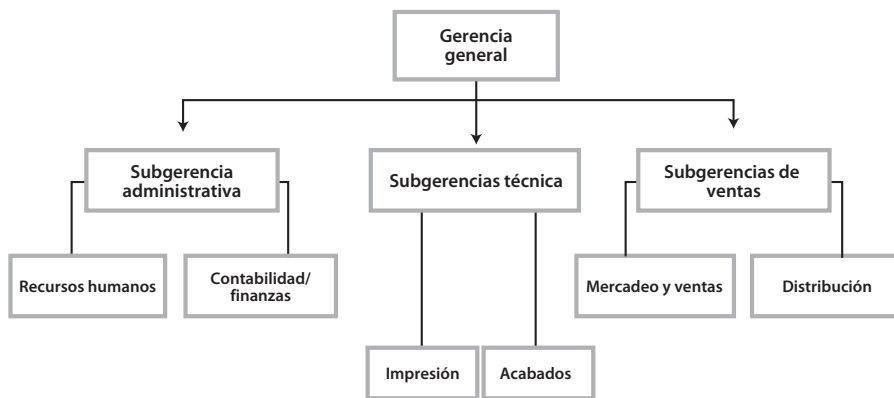 Gerencia
general
Subgerencia
administrativa
Subgerencias técnica
Subgerencias de
ventas
Recursos humanos
Contabilidad/
finanzas
Mercadeo y ventas
Distribución
Impresión
Acabados